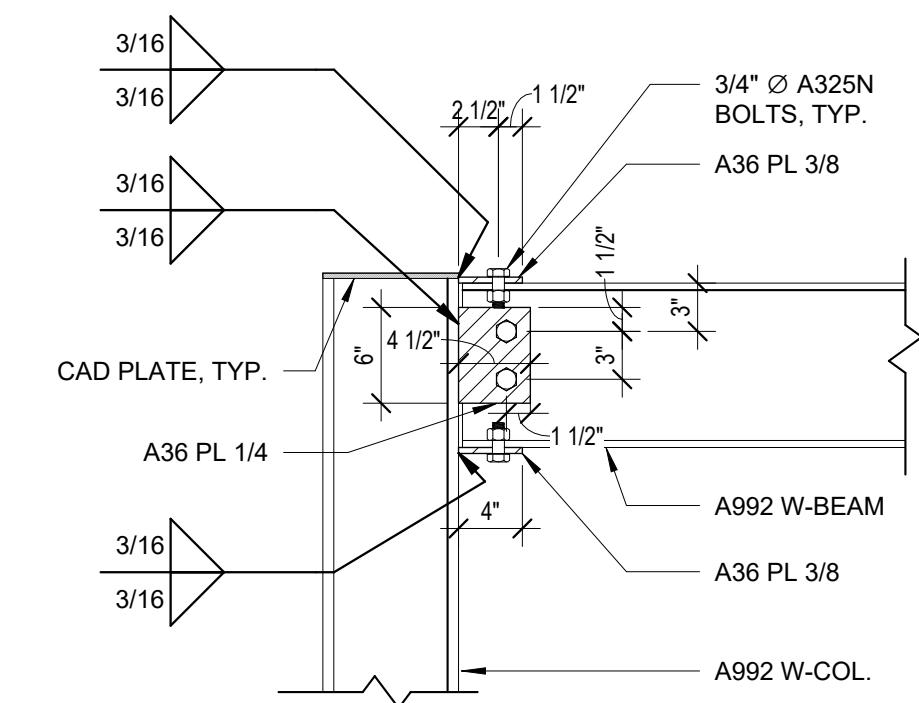 3/16
3/16
2 1/2"
1 1/2"
3/4" Ø A325N
BOLTS, TYP.
A36 PL 3/8
3/16
3/16
1 1/2"
3"
4 1/2"
6"
3"
CAD PLATE, TYP.
1 1/2"
A36 PL 1/4
A992 W-BEAM
4"
3/16
3/16
A36 PL 3/8
A992 W-COL.